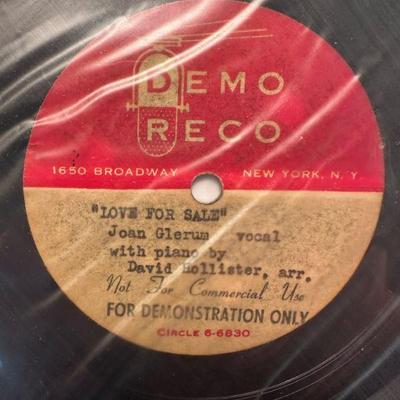 DEMO
RECO
1650 BROADWAY NEW YORK, N. Y.
"LOVE FOR SALE"
Joan Glerum vocal
with piano by
David Hollister, arr.
Not For Commercial Use
FOR DEMONSTRATION ONLY
CIRCLE 6-6830